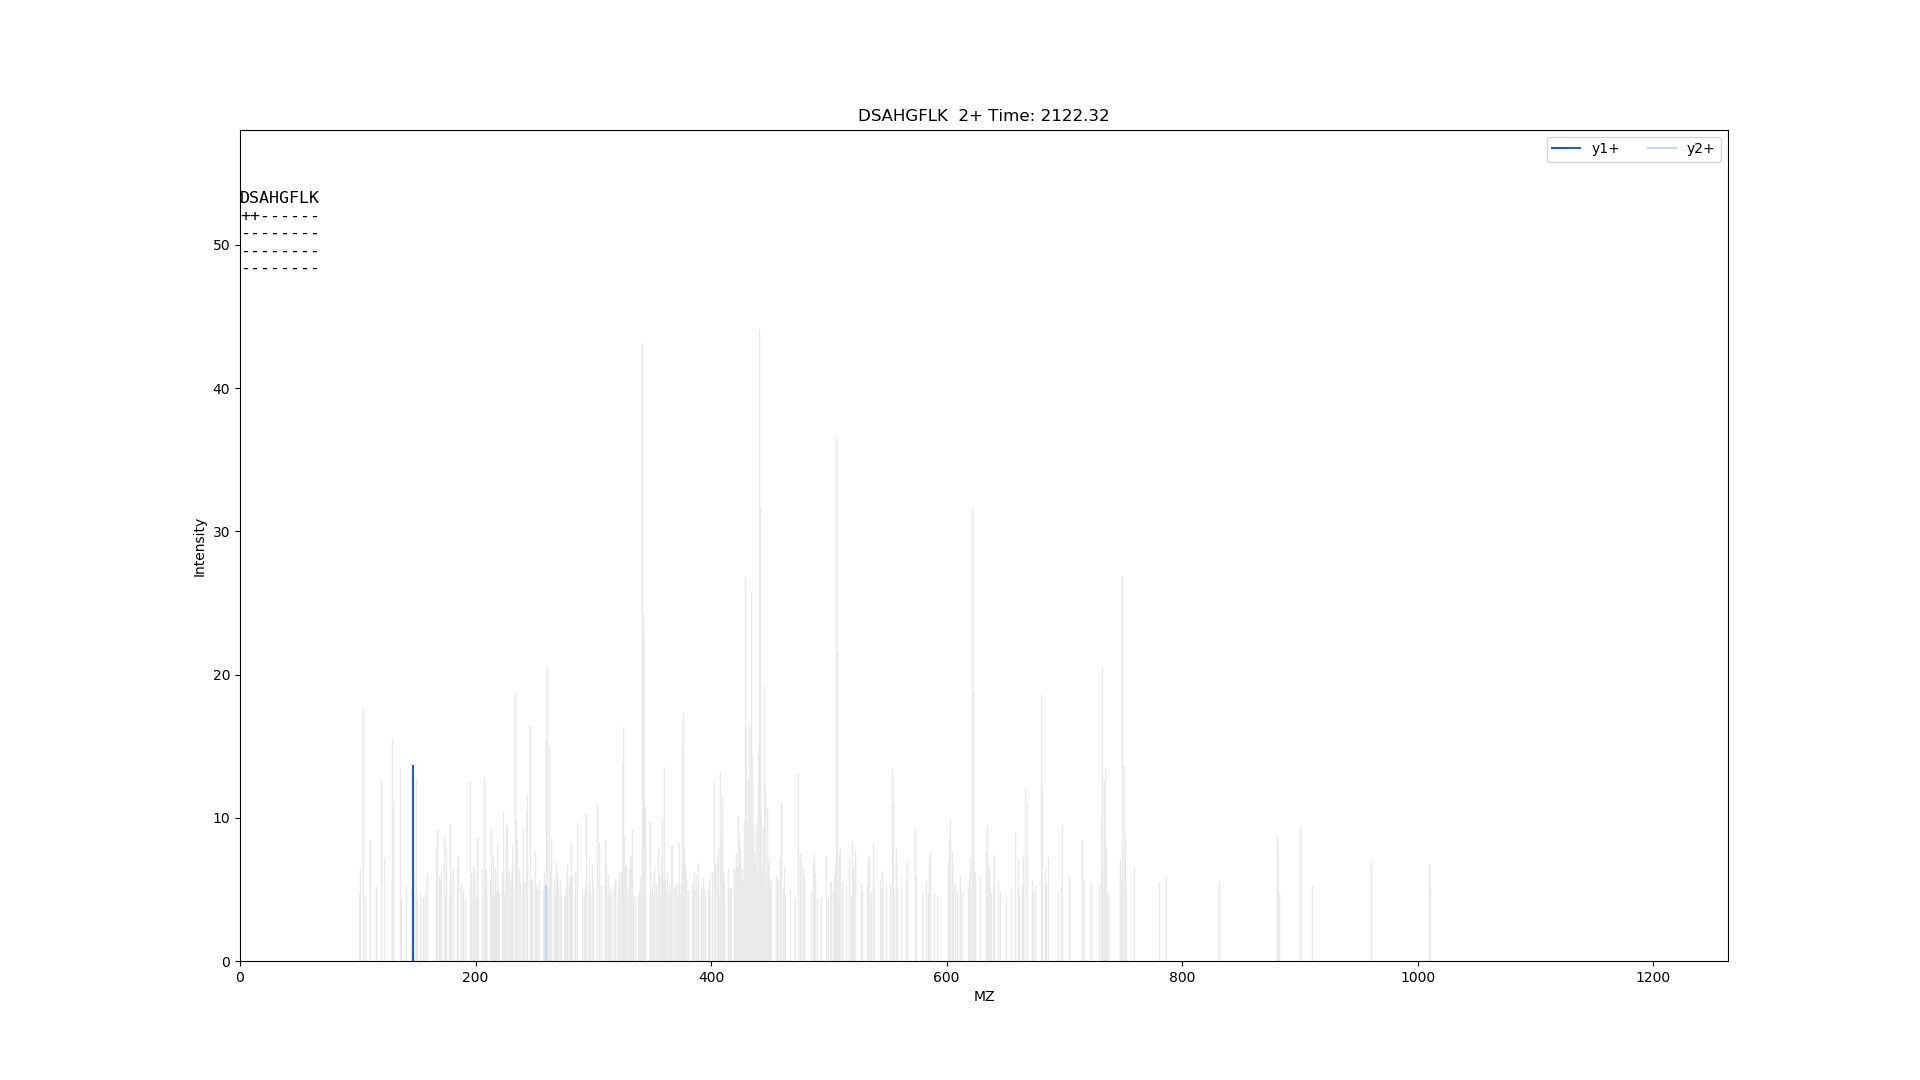 DSAHGFLK  2+ Time: 2122.32
y1+ y2+
DSAHGFLK
++------
--------
--------
--------
50
40
30
20
10
0
Intensity
0 200 400 600 800 1000 1200
MZ